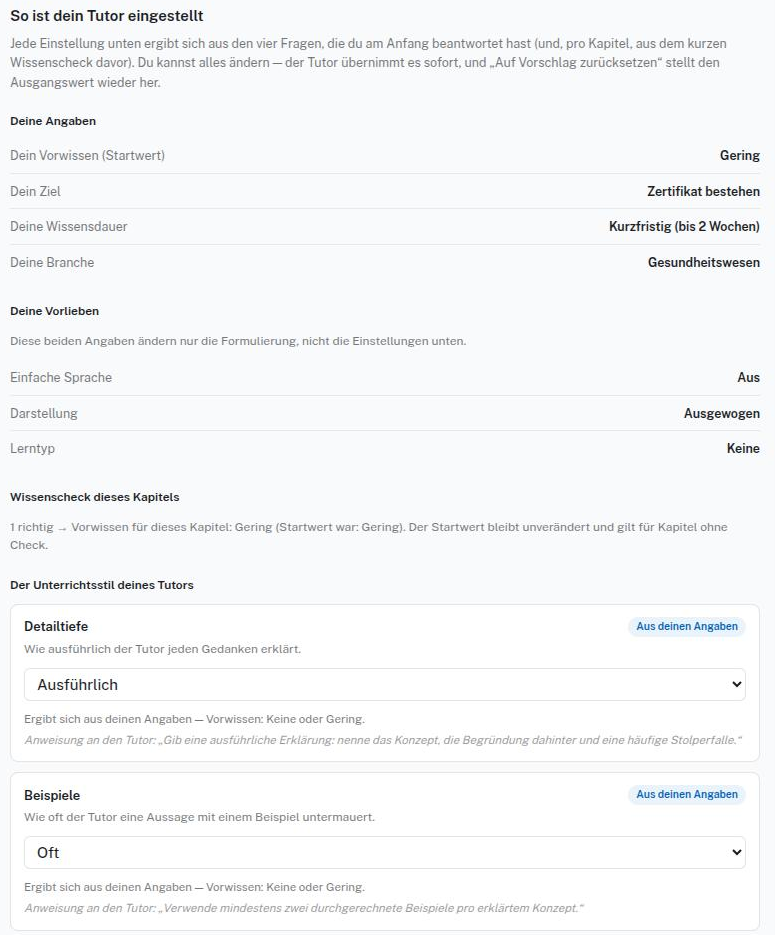 So ist dein Tutor eingestellt
Jede Einstellung unten ergibt sich aus den vier Fragen, die du am Anfang beantwortet hast (und, pro Kapitel, aus dem kurzen
Wissenscheck davor). Du kannst alles ändern — der Tutor übernimmt es sofort, und „Auf Vorschlag zurücksetzen“ stellt den
Ausgangswert wieder her.
Deine Angaben
Dein Vorwissen (Startwert) Gering
Dein Ziel Zertifikat bestehen
Deine Wissensdauer Kurzfristig (bis 2 Wochen)
Deine Branche Gesundheitswesen
Deine Vorlieben
Diese beiden Angaben ändern nur die Formulierung, nicht die Einstellungen unten.
Einfache Sprache Aus
Darstellung Ausgewogen
Lerntyp Keine
Wissenscheck dieses Kapitels
1 richtig → Vorwissen für dieses Kapitel: Gering (Startwert war: Gering). Der Startwert bleibt unverändert und gilt für Kapitel ohne
Check.
Der Unterrichtsstil deines Tutors
Detailtiefe Aus deinen Angaben
Wie ausführlich der Tutor jeden Gedanken erklärt.
Ausführlich
Ergibt sich aus deinen Angaben — Vorwissen: Keine oder Gering.
Anweisung an den Tutor: „Gib eine ausführliche Erklärung: nenne das Konzept, die Begründung dahinter und eine häufige Stolperfalle.“
Beispiele Aus deinen Angaben
Wie oft der Tutor eine Aussage mit einem Beispiel untermauert.
Oft
Ergibt sich aus deinen Angaben — Vorwissen: Keine oder Gering.
Anweisung an den Tutor: „Verwende mindestens zwei durchgerechnete Beispiele pro erklärtem Konzept.“